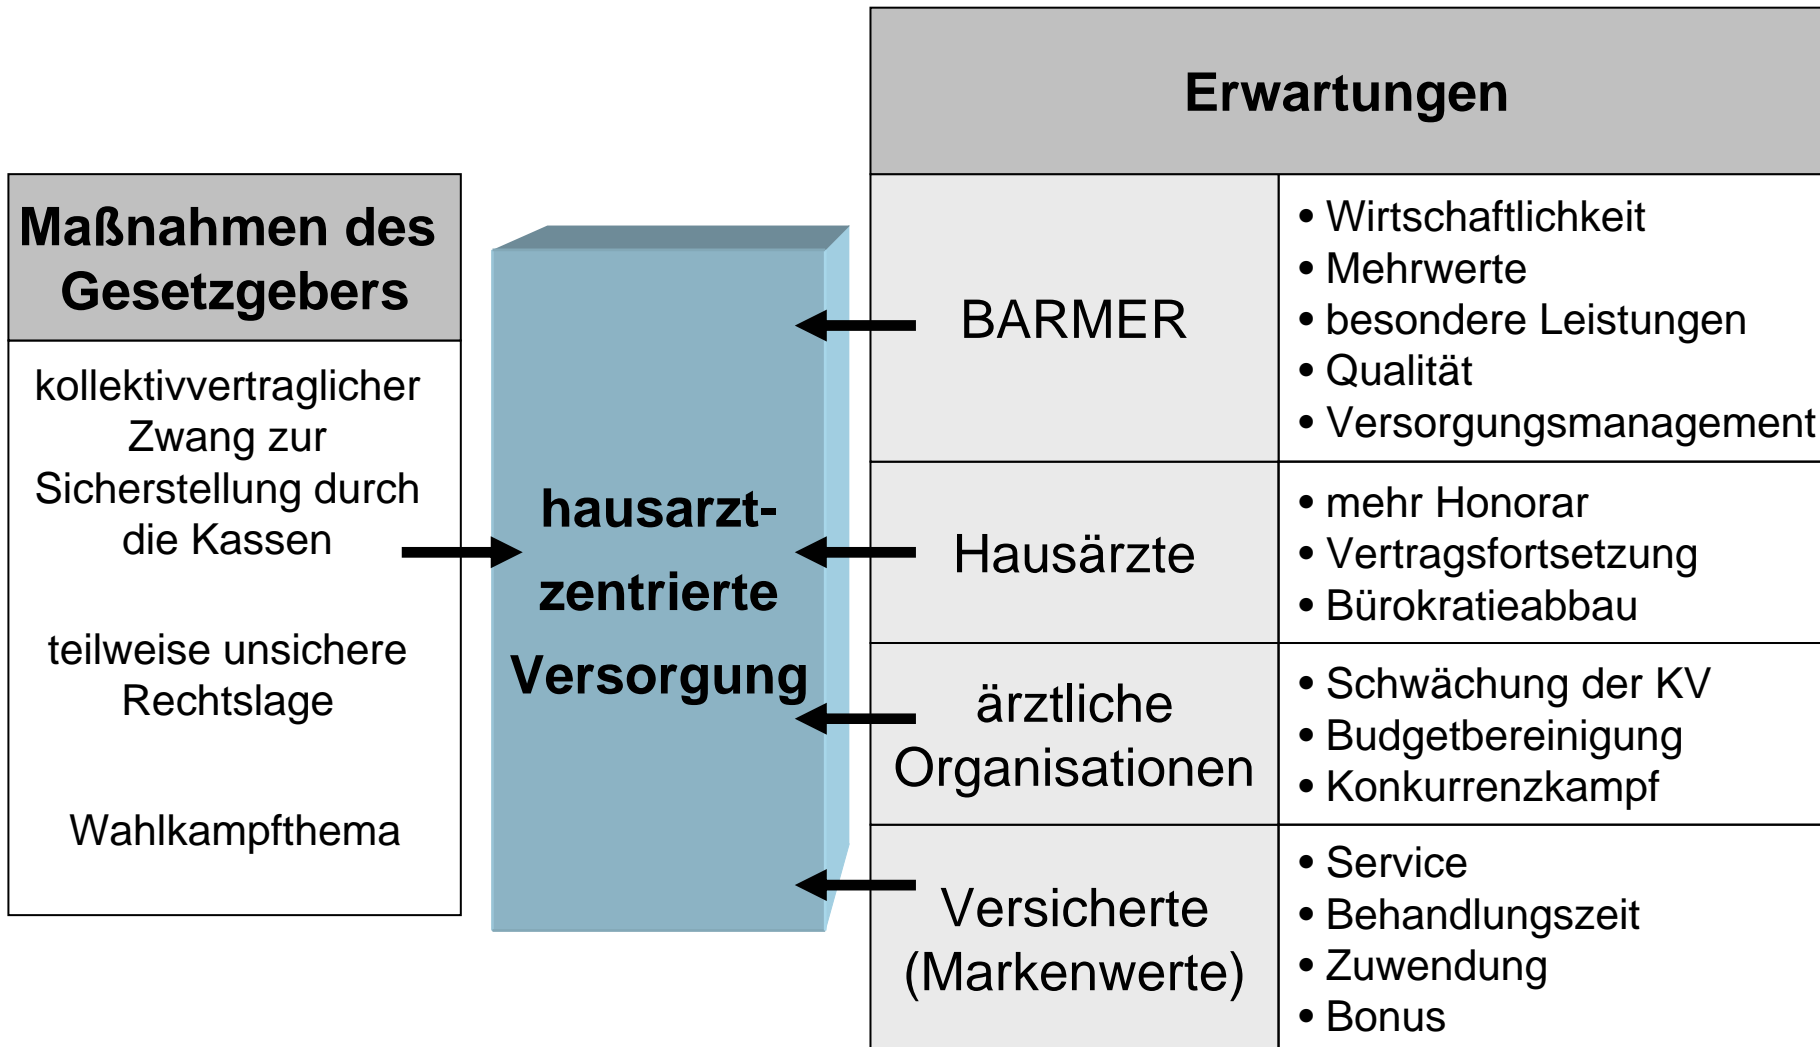 Maßnahmen des
Gesetzgebers
kollektivvertraglicher
Zwang zur
Sicherstellung durch
die Kassen
teilweise unsichere
Rechtslage
Wahlkampfthema
hausarzt-
zentrierte
Versorgung
Erwartungen
BARMER
• Wirtschaftlichkeit
• Mehrwerte
• besondere Leistungen
• Qualität
• Versorgungsmanagement
Hausärzte
• mehr Honorar
• Vertragsfortsetzung
• Bürokratieabbau
ärztliche
Organisationen
• Schwächung der KV
• Budgetbereinigung
• Konkurrenzkampf
Versicherte
(Markenwerte)
• Service
• Behandlungszeit
• Zuwendung
• Bonus